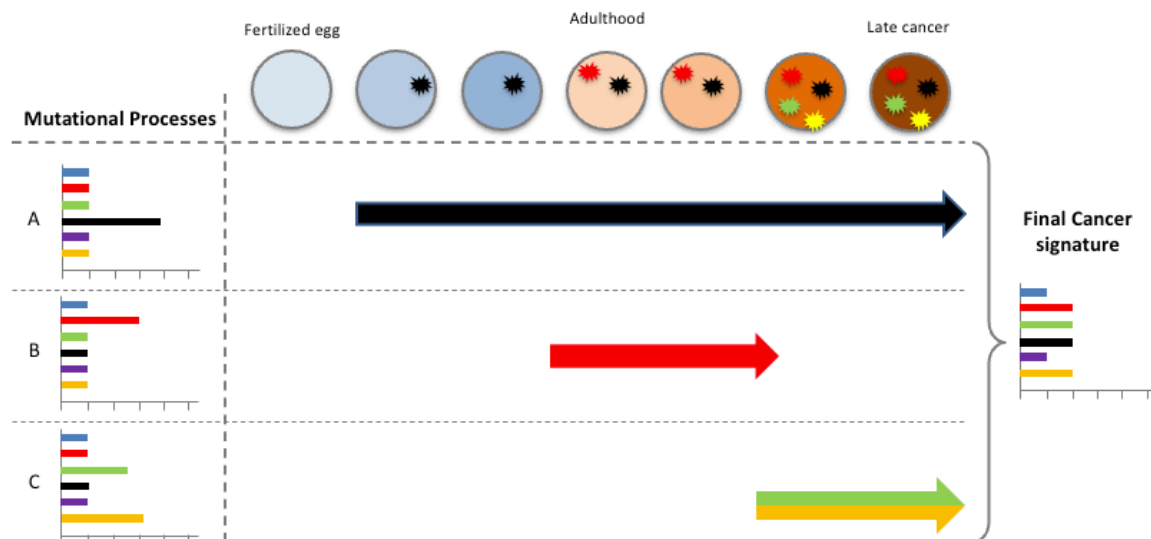 Fertilized egg
Adulthood
Late cancer
Mutational Processes
A
Final Cancer
signature
B
C